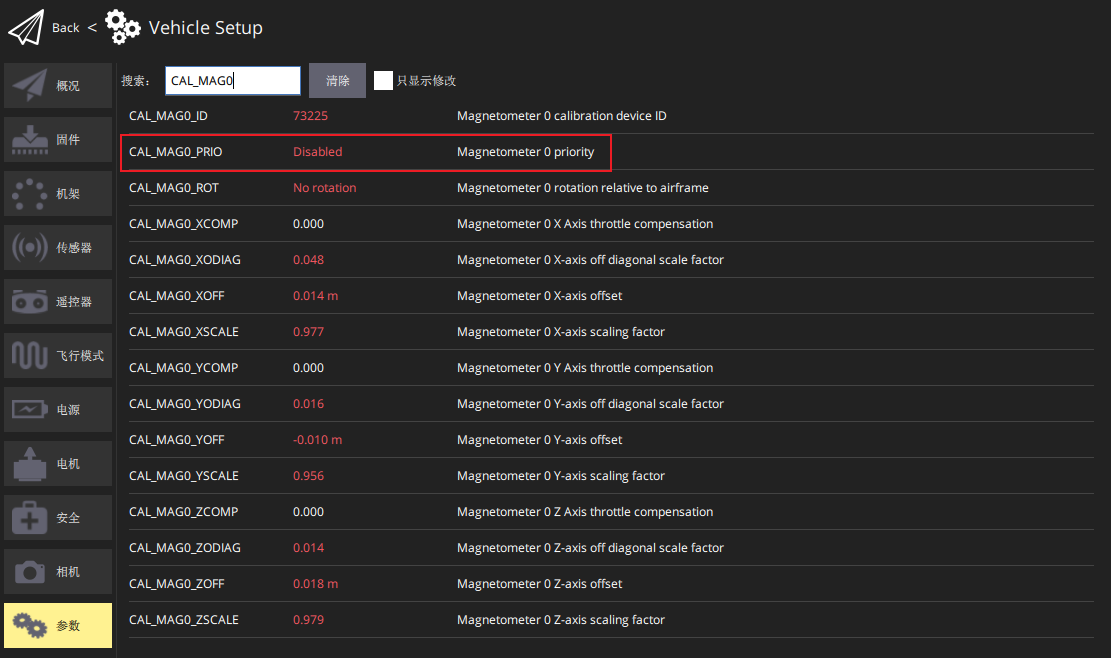 Back < Vehicle Setup
搜索： CAL_MAG0 清除 只显示修改
概况
固件
机架
传感器
遥控器
飞行模式
电源
电机
安全
相机
参数
CAL_MAG0_ID 73225 Magnetometer 0 calibration device ID
CAL_MAG0_PRIO Disabled Magnetometer 0 priority
CAL_MAG0_ROT No rotation Magnetometer 0 rotation relative to airframe
CAL_MAG0_XCOMP 0.000 Magnetometer 0 X Axis throttle compensation
CAL_MAG0_XODIAG 0.048 Magnetometer 0 X-axis off diagonal scale factor
CAL_MAG0_XOFF 0.014 m Magnetometer 0 X-axis offset
CAL_MAG0_XSCALE 0.977 Magnetometer 0 X-axis scaling factor
CAL_MAG0_YCOMP 0.000 Magnetometer 0 Y Axis throttle compensation
CAL_MAG0_YODIAG 0.016 Magnetometer 0 Y-axis off diagonal scale factor
CAL_MAG0_YOFF -0.010 m Magnetometer 0 Y-axis offset
CAL_MAG0_YSCALE 0.956 Magnetometer 0 Y-axis scaling factor
CAL_MAG0_ZCOMP 0.000 Magnetometer 0 Z Axis throttle compensation
CAL_MAG0_ZODIAG 0.014 Magnetometer 0 Z-axis off diagonal scale factor
CAL_MAG0_ZOFF 0.018 m Magnetometer 0 Z-axis offset
CAL_MAG0_ZSCALE 0.979 Magnetometer 0 Z-axis scaling factor